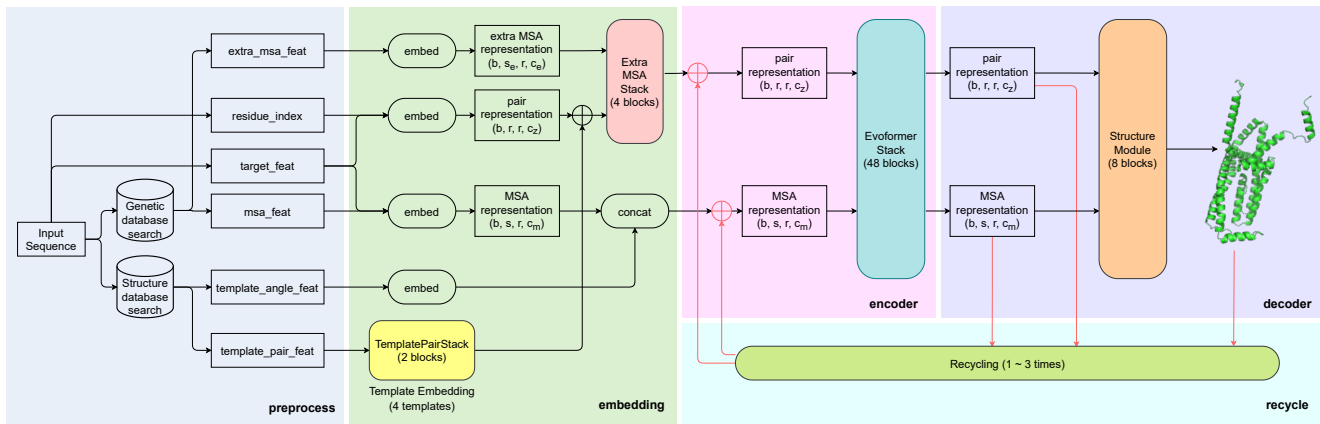 Input
Sequence
Genetic
database
search
Structure
database
search
extra_msa_feat
residue_index
target_feat
msa_feat
template_angle_feat
template_pair_feat
preprocess
embed
embed
embed
embed
TemplatePairStack
(2 blocks)
Template Embedding
(4 templates)
extra MSA
representation
(b, sₑ, r, cₑ)
pair
representation
(b, r, r, c_z)
MSA
representation
(b, s, r, cₘ)
Extra
MSA
Stack
(4 blocks)
concat
embedding
pair
representation
(b, r, r, c_z)
MSA
representation
(b, s, r, cₘ)
Evoformer
Stack
(48 blocks)
encoder
pair
representation
(b, r, r, c_z)
MSA
representation
(b, s, r, cₘ)
Structure
Module
(8 blocks)
decoder
Recycling (1 ~ 3 times)
recycle